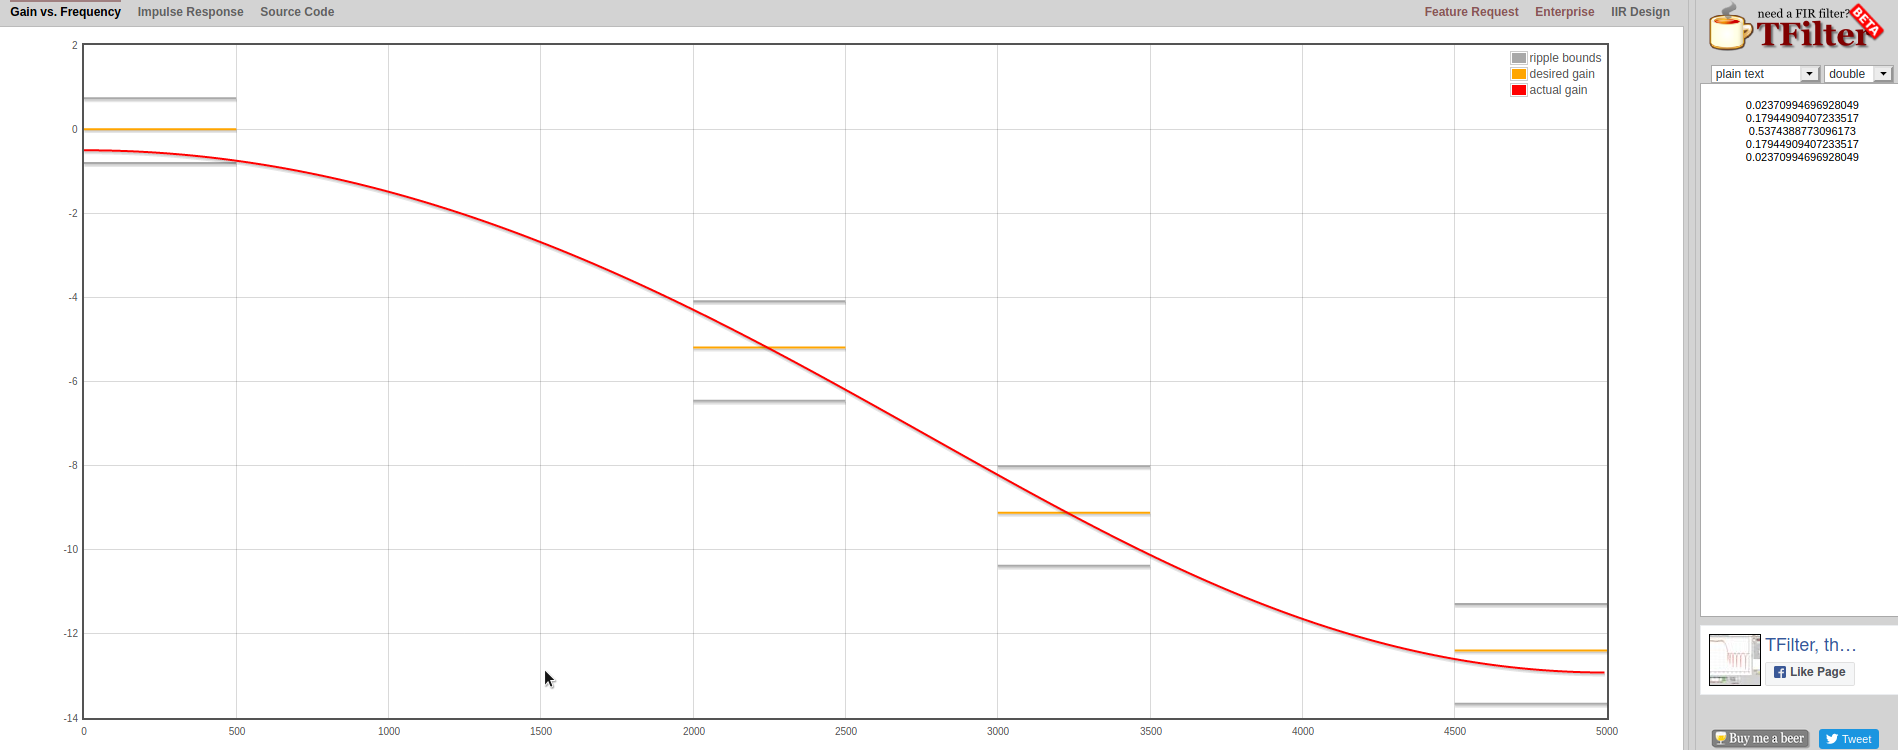 Gain vs. Frequency Impulse Response Source Code Feature Request Enterprise IIR Design
need a FIR filter?
BETA
TFilter
plain text double
0.02370994696928049
0.17944909407233517
0.5374388773096173
0.17944909407233517
0.02370994696928049
ripple bounds
desired gain
actual gain
2
0
-2
-4
-6
-8
-10
-12
-14
0 500 1000 1500 2000 2500 3000 3500 4000 4500 5000
TFilter, th...
Like Page
Buy me a beer Tweet